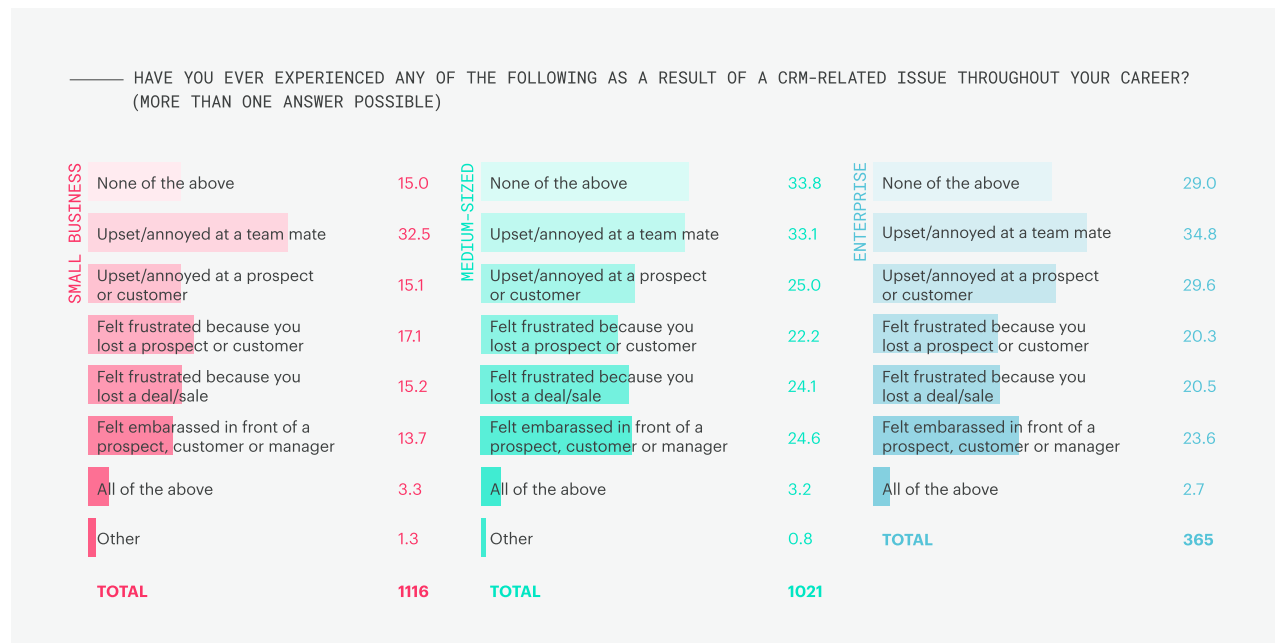 HAVE YOU EVER EXPERIENCED ANY OF THE FOLLOWING AS A RESULT OF A CRM-RELATED ISSUE THROUGHOUT YOUR CAREER?
(MORE THAN ONE ANSWER POSSIBLE)
SMALL BUSINESS
None of the above 15.0
Upset/annoyed at a team mate 32.5
Upset/annoyed at a prospect
or customer 15.1
Felt frustrated because you
lost a prospect or customer 17.1
Felt frustrated because you
lost a deal/sale 15.2
Felt embarassed in front of a
prospect, customer or manager 13.7
All of the above 3.3
Other 1.3
TOTAL 1116
MEDIUM-SIZED
None of the above 33.8
Upset/annoyed at a team mate 33.1
Upset/annoyed at a prospect
or customer 25.0
Felt frustrated because you
lost a prospect or customer 22.2
Felt frustrated because you
lost a deal/sale 24.1
Felt embarassed in front of a
prospect, customer or manager 24.6
All of the above 3.2
Other 0.8
TOTAL 1021
ENTERPRISE
None of the above 29.0
Upset/annoyed at a team mate 34.8
Upset/annoyed at a prospect
or customer 29.6
Felt frustrated because you
lost a prospect or customer 20.3
Felt frustrated because you
lost a deal/sale 20.5
Felt embarassed in front of a
prospect, customer or manager 23.6
All of the above 2.7
TOTAL 365